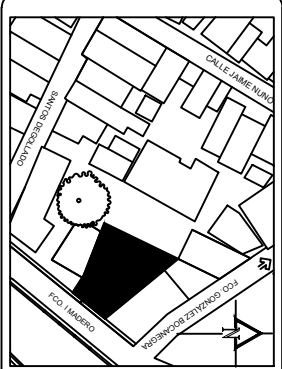 CALLE JAIME NUNO
SANTOS DEGOLLADO
FCO. GONZALEZ BOCANEGRA
FCO. I MADERO
N